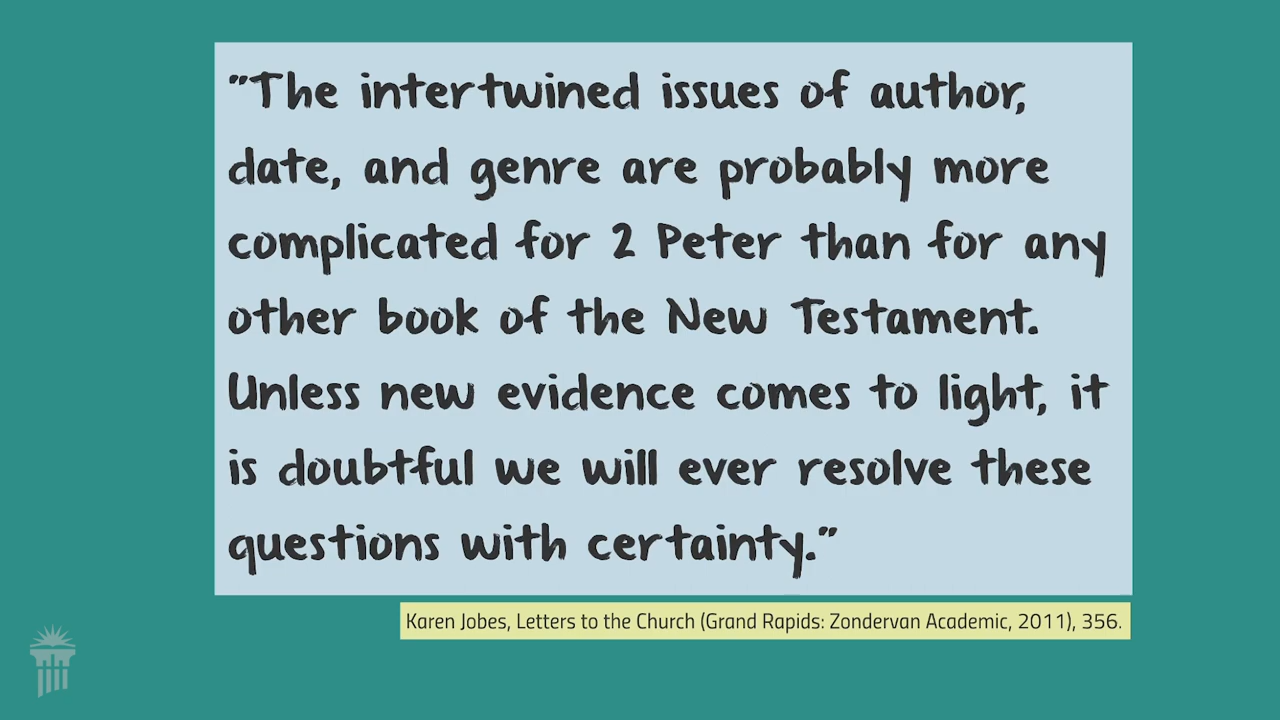 "The intertwined issues of author,
date, and genre are probably more
complicated for 2 Peter than for any
other book of the New Testament.
Unless new evidence comes to light, it
is doubtful we will ever resolve these
questions with certainty."
Karen Jobes, Letters to the Church (Grand Rapids: Zondervan Academic, 2011), 356.